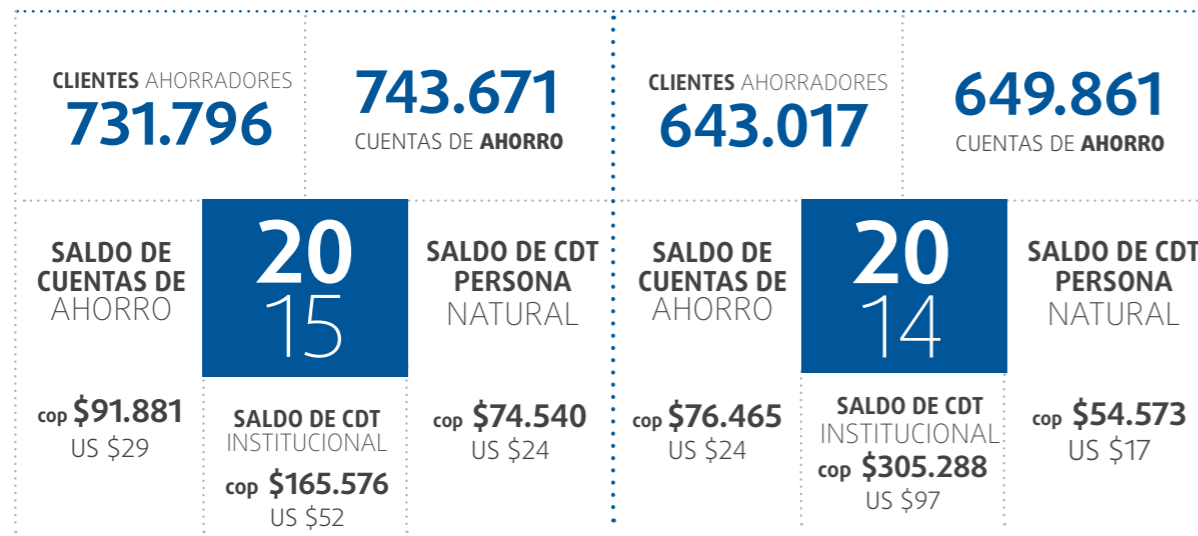 CLIENTES AHORRADORES
731.796
743.671
CUENTAS DE AHORRO
SALDO DE
CUENTAS DE
AHORRO
20
15
SALDO DE CDT
PERSONA
NATURAL
cop $91.881
US $29
SALDO DE CDT
INSTITUCIONAL
cop $165.576
US $52
cop $74.540
US $24
CLIENTES AHORRADORES
643.017
649.861
CUENTAS DE AHORRO
SALDO DE
CUENTAS DE
AHORRO
20
14
SALDO DE CDT
PERSONA
NATURAL
cop $76.465
US $24
SALDO DE CDT
INSTITUCIONAL
cop $305.288
US $97
cop $54.573
US $17